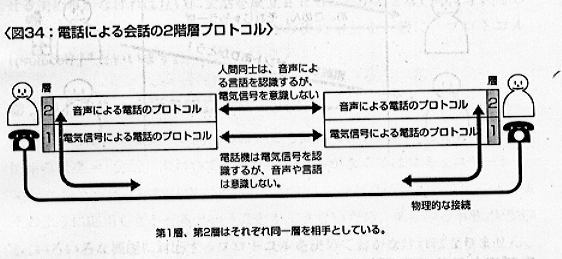 〈図34：電話による会話の2階層プロトコル〉
人間同士は、音声によ
る言語を認識するが、
電気信号を意識しない
層
層
2
音声による電話のプロトコル
音声による電話のプロトコル
2
1
電気信号による電話のプロトコル
電気信号による電話のプロトコル
1
電話機は電気信号を認
識するが、音声や言語
は意識しない。
物理的な接続
第1層、第2層はそれぞれ同一層を相手としている。